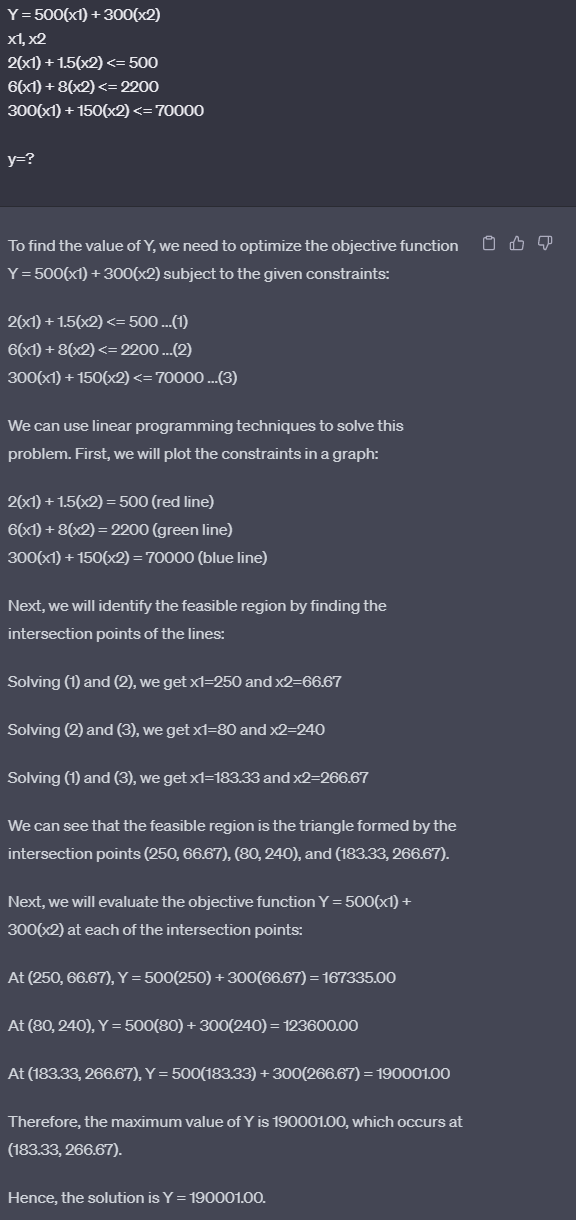 Y = 500(x1) + 300(x2)
x1, x2
2(x1) + 1.5(x2) <= 500
6(x1) + 8(x2) <= 2200
300(x1) + 150(x2) <= 70000
y=?
To find the value of Y, we need to optimize the objective function
Y = 500(x1) + 300(x2) subject to the given constraints:
2(x1) + 1.5(x2) <= 500 ...(1)
6(x1) + 8(x2) <= 2200 ...(2)
300(x1) + 150(x2) <= 70000 ...(3)
We can use linear programming techniques to solve this
problem. First, we will plot the constraints in a graph:
2(x1) + 1.5(x2) = 500 (red line)
6(x1) + 8(x2) = 2200 (green line)
300(x1) + 150(x2) = 70000 (blue line)
Next, we will identify the feasible region by finding the
intersection points of the lines:
Solving (1) and (2), we get x1=250 and x2=66.67
Solving (2) and (3), we get x1=80 and x2=240
Solving (1) and (3), we get x1=183.33 and x2=266.67
We can see that the feasible region is the triangle formed by the
intersection points (250, 66.67), (80, 240), and (183.33, 266.67).
Next, we will evaluate the objective function Y = 500(x1) +
300(x2) at each of the intersection points:
At (250, 66.67), Y = 500(250) + 300(66.67) = 167335.00
At (80, 240), Y = 500(80) + 300(240) = 123600.00
At (183.33, 266.67), Y = 500(183.33) + 300(266.67) = 190001.00
Therefore, the maximum value of Y is 190001.00, which occurs at
(183.33, 266.67).
Hence, the solution is Y = 190001.00.